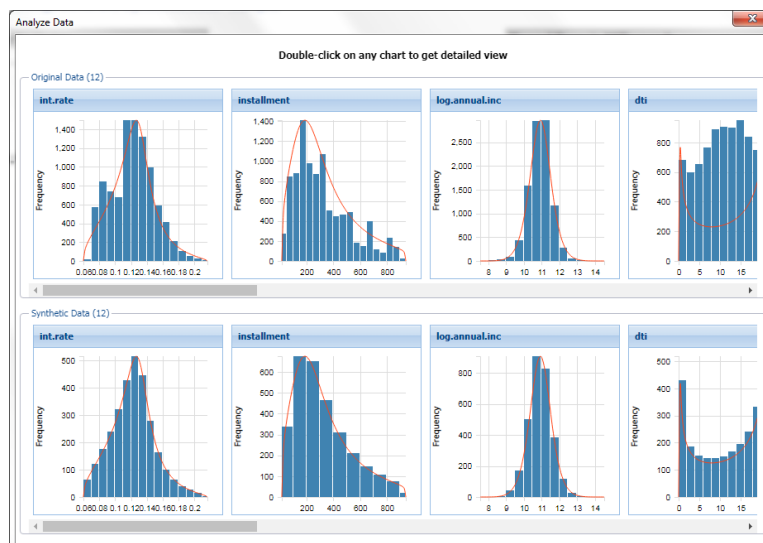 Analyze Data
Double-click on any chart to get detailed view
Original Data (12)
int.rate
installment
log.annual.inc
dti
Frequency
1,400
1,200
1,000
800
600
400
200
0
0.060.08 0.1 0.120.140.160.18 0.2
Frequency
1,400
1,200
1,000
800
600
400
200
0
200 400 600 800
Frequency
2,500
2,000
1,500
1,000
500
0
8 9 10 11 12 13 14
Frequency
800
600
400
200
0
0 5 10 15
Synthetic Data (12)
int.rate
installment
log.annual.inc
dti
Frequency
500
400
300
200
100
0
0.060.08 0.1 0.120.140.160.18 0.2
Frequency
600
500
400
300
200
100
0
200 400 600 800
Frequency
800
600
400
200
0
8 9 10 11 12 13 14
Frequency
500
400
300
200
100
0
0 5 10 15